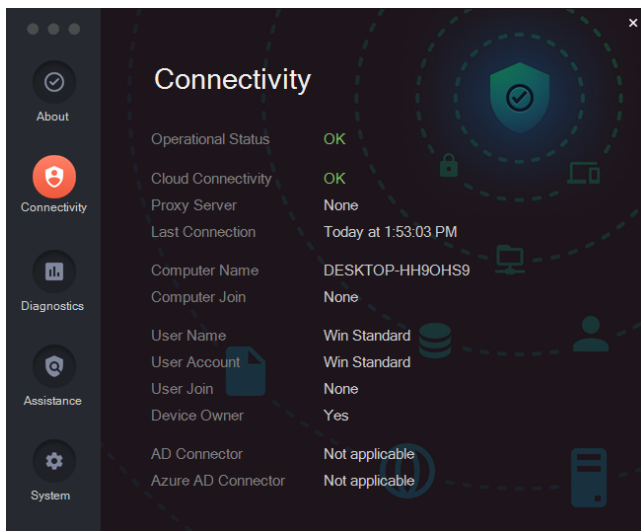 About
Connectivity
Diagnostics
Assistance
System
Connectivity
Operational Status OK
Cloud Connectivity OK
Proxy Server None
Last Connection Today at 1:53:03 PM
Computer Name DESKTOP-HH9OHS9
Computer Join None
User Name Win Standard
User Account Win Standard
User Join None
Device Owner Yes
AD Connector Not applicable
Azure AD Connector Not applicable